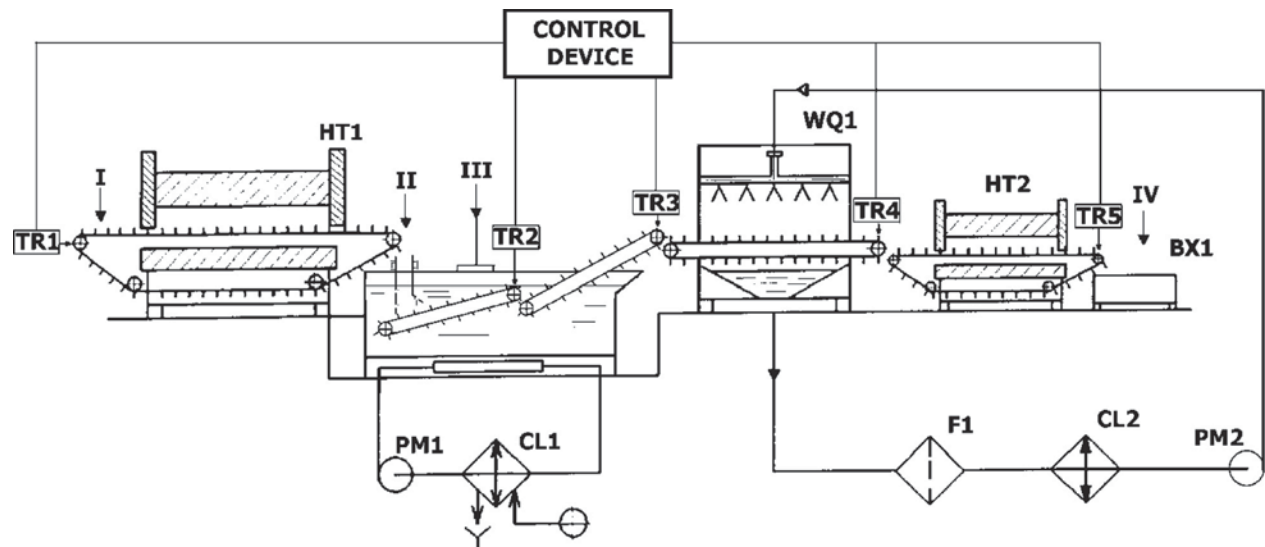 CONTROL
DEVICE
HT1
WQ1
I
II
III
TR1
TR2
TR3
TR4
HT2
TR5
IV
BX1
PM1
CL1
F1
CL2
PM2